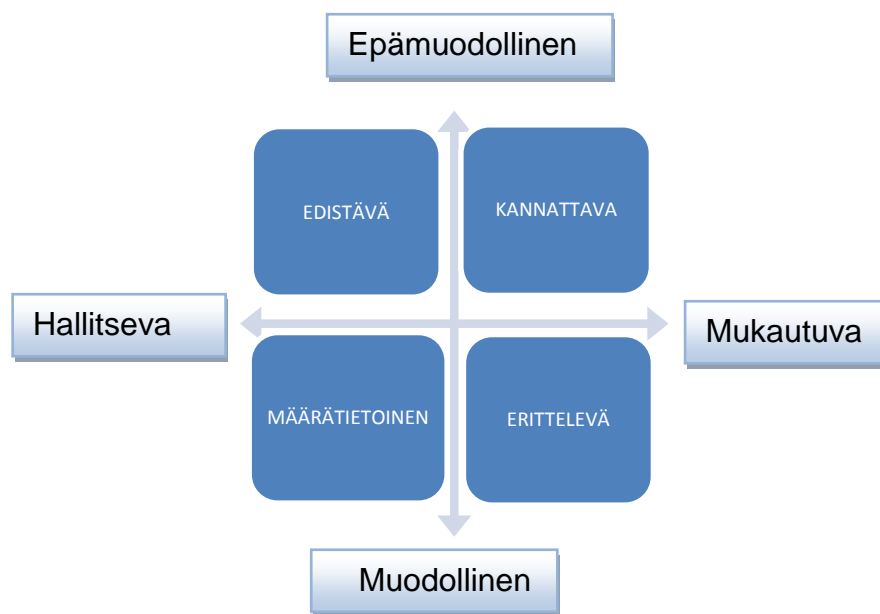 Epämuodollinen
EDISTÄVÄ
KANNATTAVA
Hallitseva
Mukautuva
MÄÄRÄTIETOINEN
ERITTELEVÄ
Muodollinen